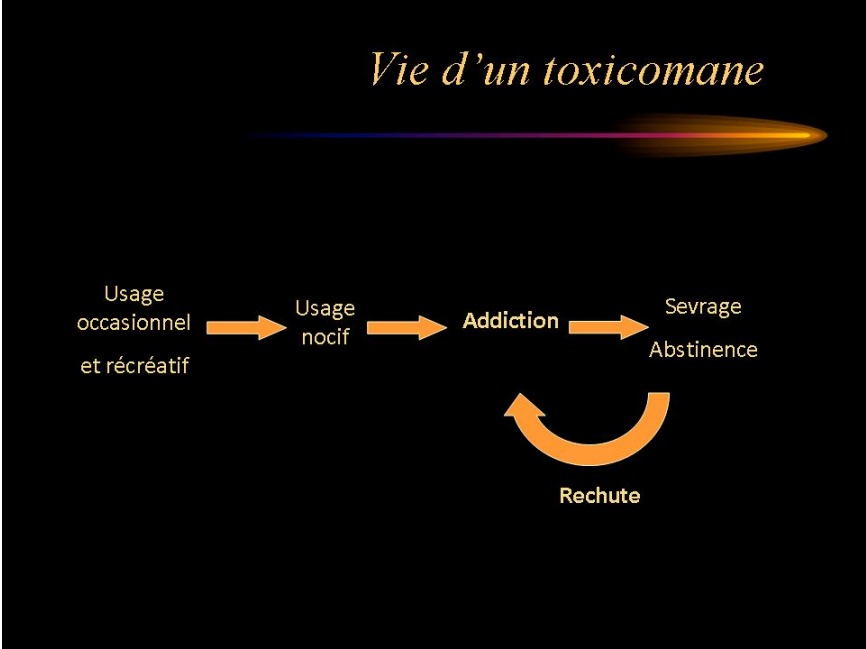 Vie d’un toxicomane
Usage
occasionnel
et récréatif
Usage
nocif
Addiction
Sevrage
Abstinence
Rechute